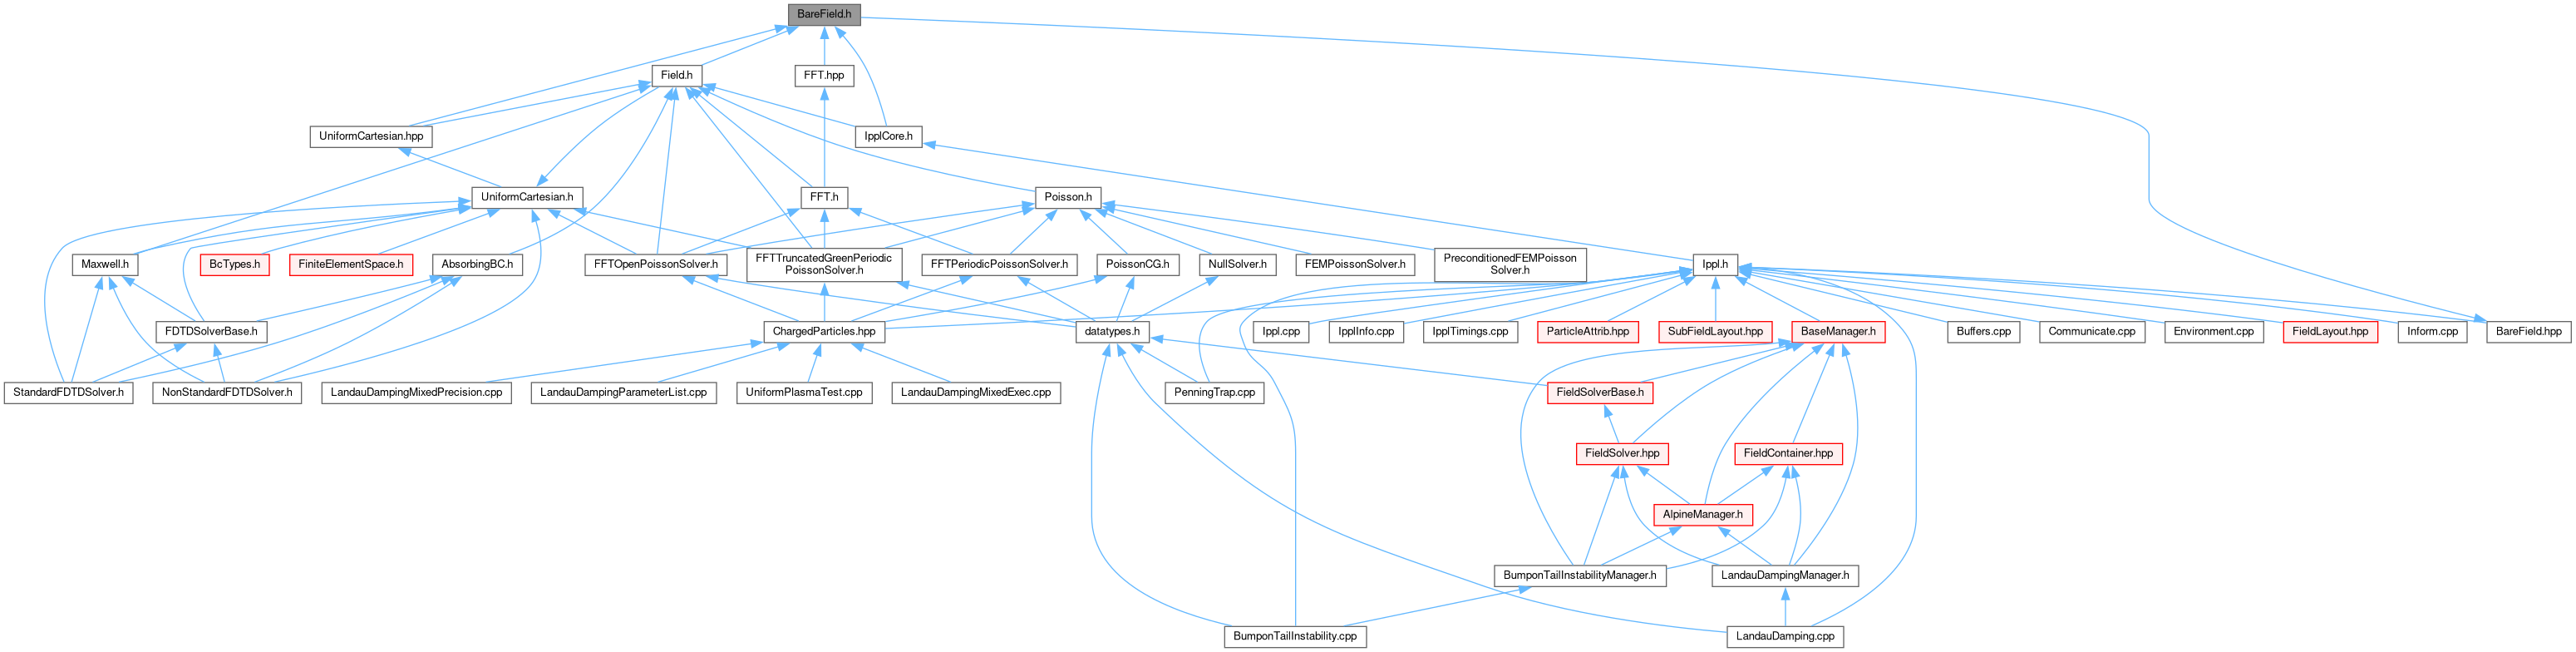 BareField.h
Field.h
FFT.hpp
UniformCartesian.hpp
IpplCore.h
UniformCartesian.h
FFT.h
Poisson.h
Maxwell.h
BcTypes.h
FiniteElementSpace.h
AbsorbingBC.h
FFTOpenPoissonSolver.h
FFTTruncatedGreenPeriodic
PoissonSolver.h
FFTPeriodicPoissonSolver.h
PoissonCG.h
NullSolver.h
FEMPoissonSolver.h
PreconditionedFEMPoisson
Solver.h
Ippl.h
FDTDSolverBase.h
ChargedParticles.hpp
datatypes.h
Ippl.cpp
IpplInfo.cpp
IpplTimings.cpp
ParticleAttrib.hpp
SubFieldLayout.hpp
BaseManager.h
Buffers.cpp
Communicate.cpp
Environment.cpp
FieldLayout.hpp
Inform.cpp
BareField.hpp
StandardFDTDSolver.h
NonStandardFDTDSolver.h
LandauDampingMixedPrecision.cpp
LandauDampingParameterList.cpp
UniformPlasmaTest.cpp
LandauDampingMixedExec.cpp
PenningTrap.cpp
FieldSolverBase.h
FieldSolver.hpp
FieldContainer.hpp
AlpineManager.h
BumponTailInstabilityManager.h
LandauDampingManager.h
BumponTailInstability.cpp
LandauDamping.cpp